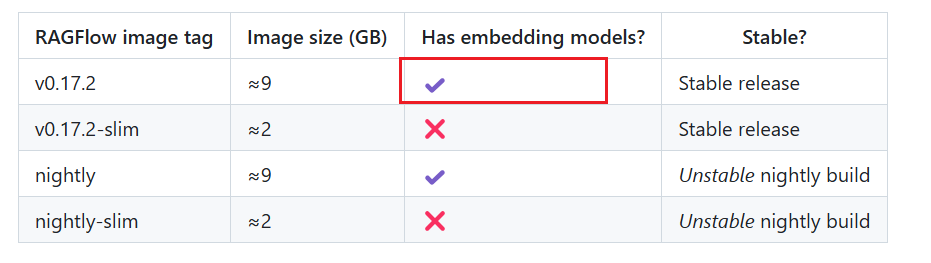 RAGFlow image tag Image size (GB) Has embedding models? Stable?
v0.17.2 ≈9 ✔ Stable release
v0.17.2-slim ≈2 ❌ Stable release
nightly ≈9 ✔ Unstable nightly build
nightly-slim ≈2 ❌ Unstable nightly build